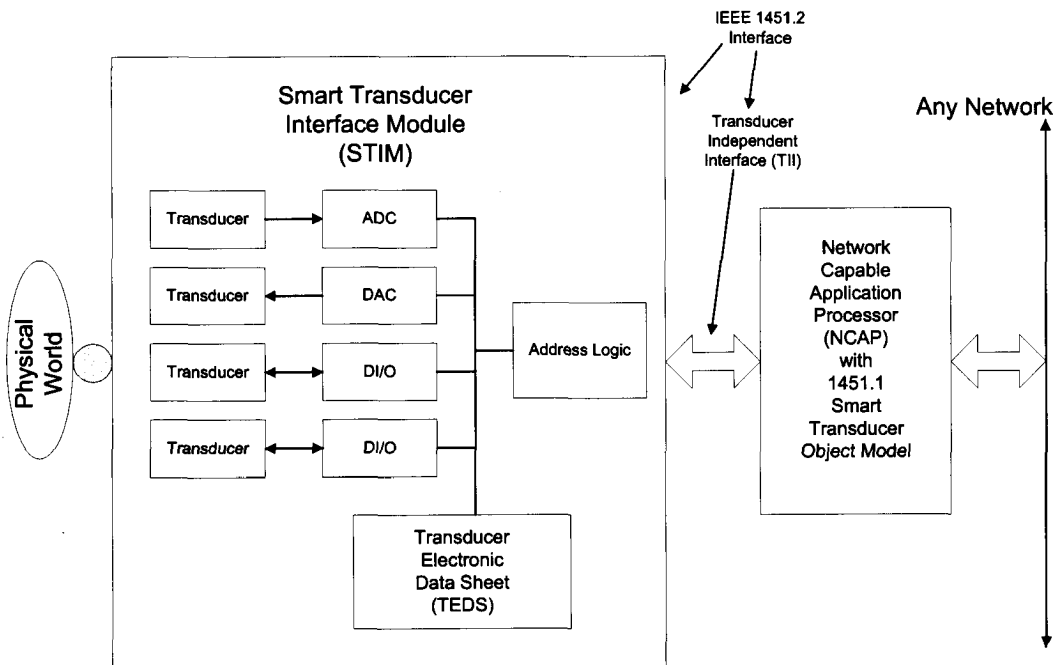 IEEE 1451.2
Interface
Smart Transducer
Interface Module
(STIM)
Any Network
Transducer
Independent
Interface (TII)
Transducer
ADC
Transducer
DAC
Transducer
DI/O
Transducer
DI/O
Address Logic
Physical
World
Network
Capable
Application
Processor
(NCAP)
with
1451.1
Smart
Transducer
Object Model
Transducer
Electronic
Data Sheet
(TEDS)